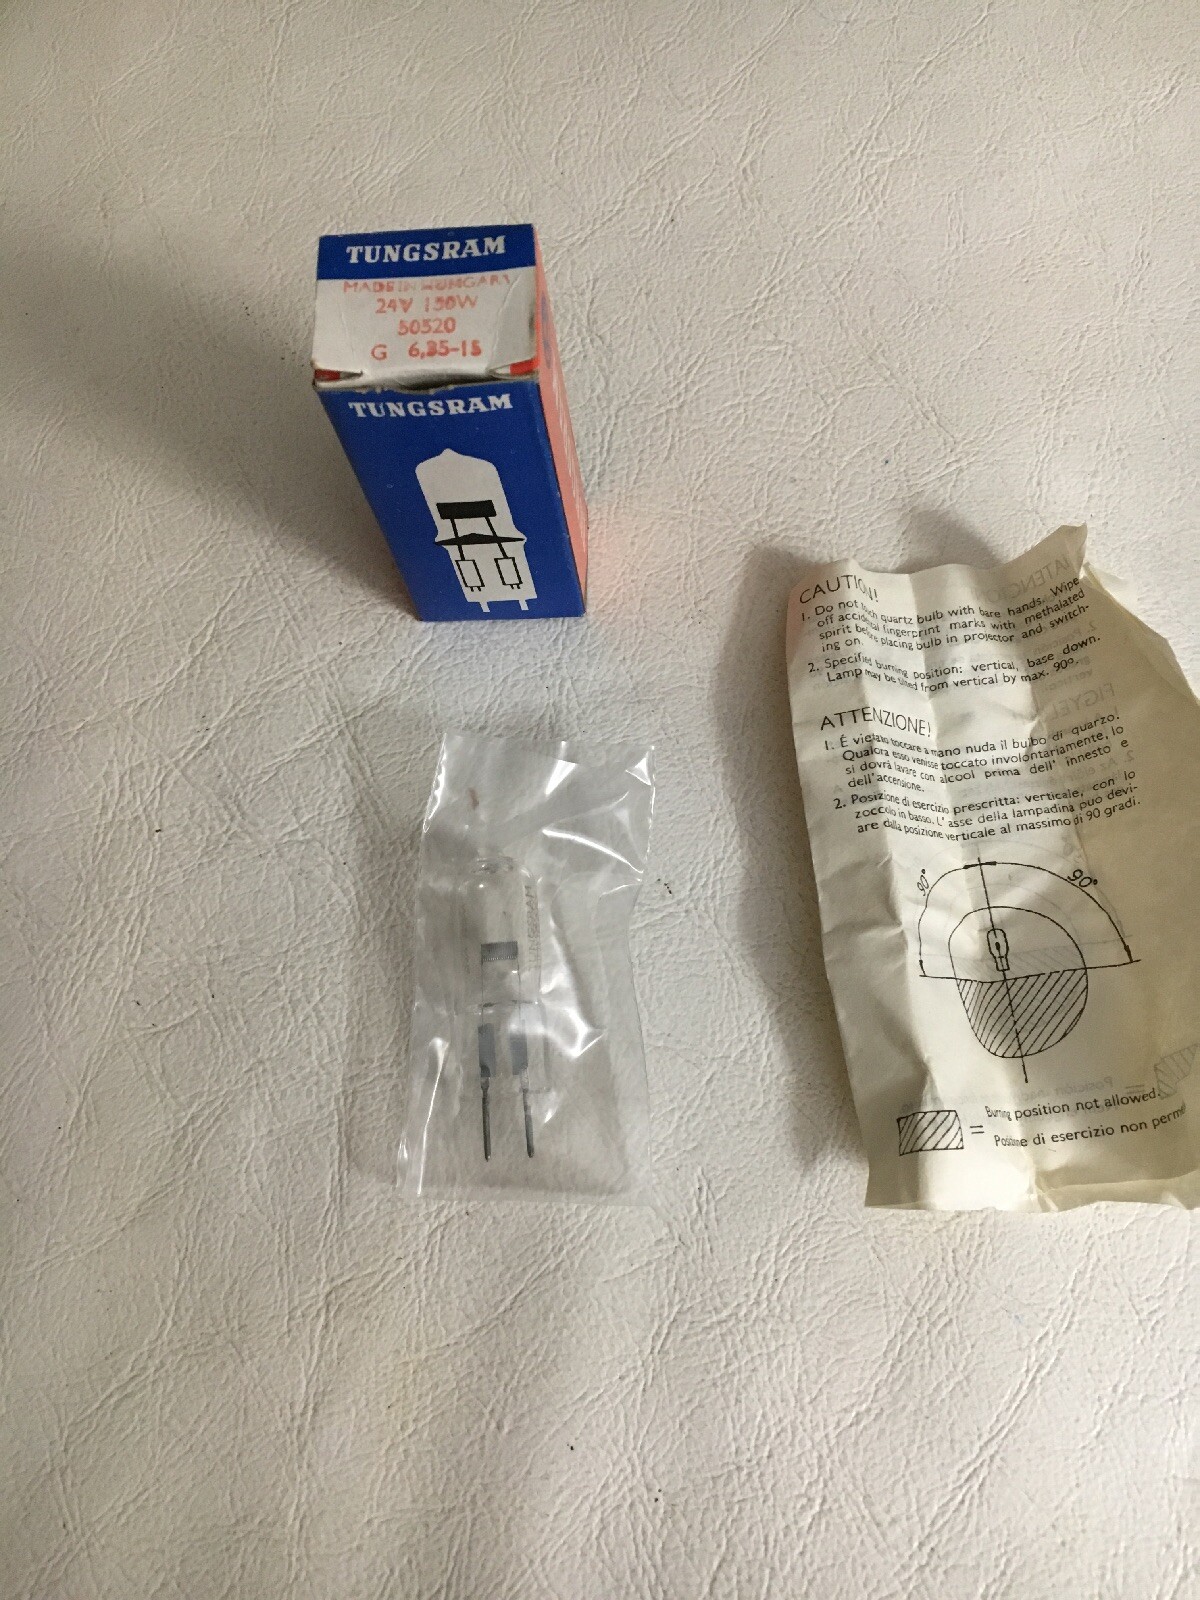 TUNGSRAM
MADE IN HUNGARY
24V 150W
50520
G 6,35-15
TUNGSRAM
CAUTION!
1. Do not touch quartz bulb with bare hands. Wipe
off accidental fingerprint marks with methalated
spirit before placing bulb in projector and switch-
ing on.
2. Specified burning position: vertical, base down.
Lamp may be tilted from vertical by max. 90°.
ATTENZIONE!
1. É vietato toccare a mano nuda il bulbo di quarzo.
Qualora esso venisse toccato involontariamente, lo
si dovrà lavare con alcool prima dell' innesto e
dell'accensione.
2. Posizione di esercizio prescritta: verticale, con lo
zoccolo in basso. L'asse della lampadina puo devi-
are dalla posizione verticale al massimo di 90 gradi.
90°
90°
= Burning position not allowed.
Posizione di esercizio non perm
TUNGSRAM